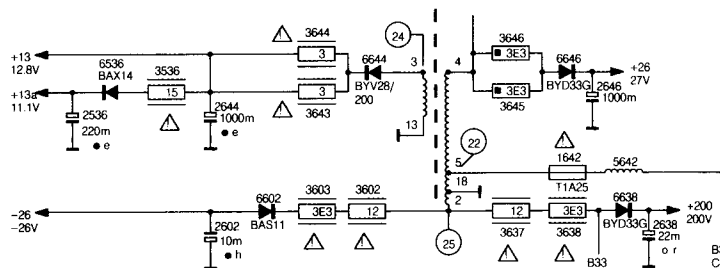 3644
3646
24
+13
12.8V
3
6536
BAX14
3536
6644
3
4
3E3
6646
+26
27V
+13a
11.1V
15
3
BYV28/
200
3E3
BYD33G
2646
1000m
2536
220m
e
2644
1000m
e
3643
13
3645
22
5
1642
5642
18
T1A25
2
-26
-26V
6602
3603
3602
6638
+200
200V
3E3
12
12
3E3
2602
10m
h
BAS11
25
3637
3638
BYD33G
2638
22m
o r
B33
B
C